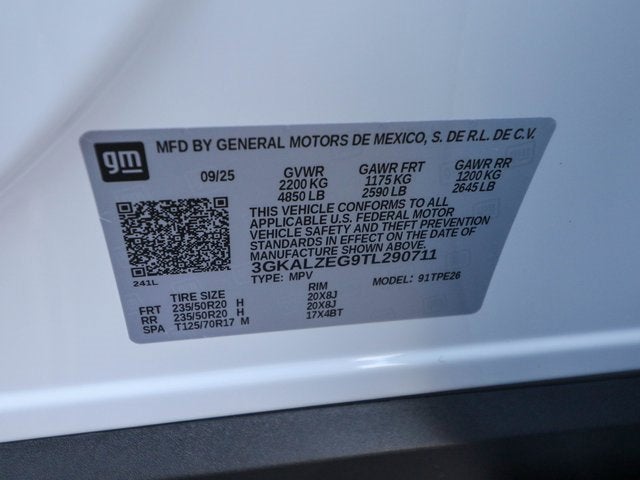 gm
MFD BY GENERAL MOTORS DE MEXICO, S. DE R.L. DE C.V.
09/25 GVWR GAWR FRT GAWR RR
2200 KG 1175 KG 1200 KG
4850 LB 2590 LB 2645 LB
THIS VEHICLE CONFORMS TO ALL
APPLICABLE U.S. FEDERAL MOTOR
VEHICLE SAFETY AND THEFT PREVENTION
STANDARDS IN EFFECT ON THE DATE OF
MANUFACTURE SHOWN ABOVE.
3GKALZEG9TL290711
241L TYPE: MPV MODEL: 91TPE26
TIRE SIZE RIM
FRT 235/50R20 H 20X8J
RR 235/50R20 H 20X8J
SPA T125/70R17 M 17X4BT